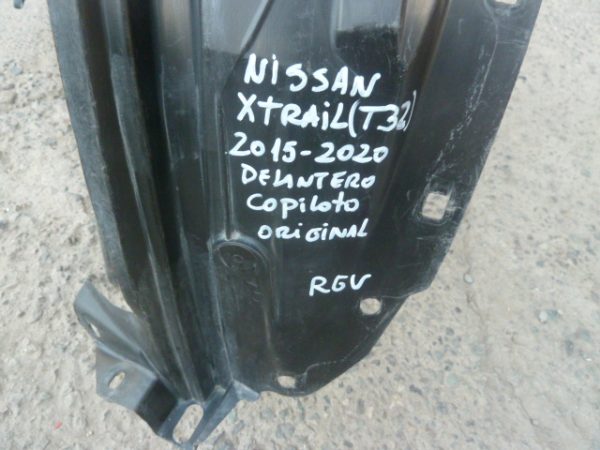 NISSAN
XTRAIL(T32)
2015-2020
DELANTERO
COPILOTO
ORIGINAL
REV